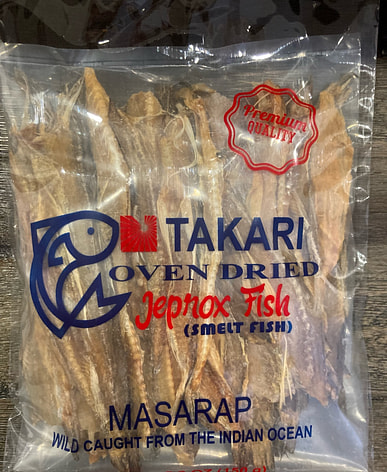 Premium
QUALITY
TAKARI
OVEN DRIED
Jeprox Fish
(SMELT FISH)
MASARAP
WILD CAUGHT FROM THE INDIAN OCEAN